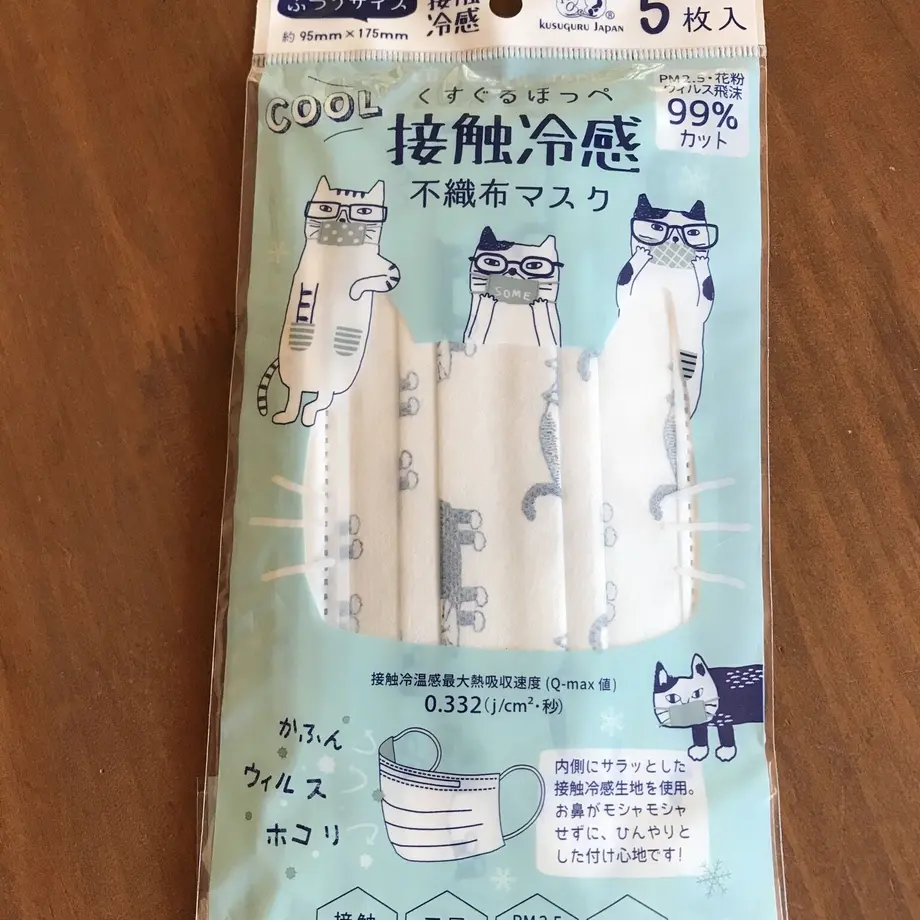 ふつうサイズ
約 95mm×175mm
接触
冷感
KUSUGURU JAPAN ®
5枚入
COOL
くすぐるほっぺ
接触冷感
不織布マスク
PM2.5・花粉
ウィルス飛沫
99%
カット
SOME
接触冷温感最大熱吸収速度 (Q-max 値)
0.332(j/cm²・秒)
かふん
ウィルス
ホコリ
内側にサラッとした
接触冷感生地を使用。
お鼻がモシャモシャ
せずに、ひんやりと
した付け心地です!
接触
PM2.5